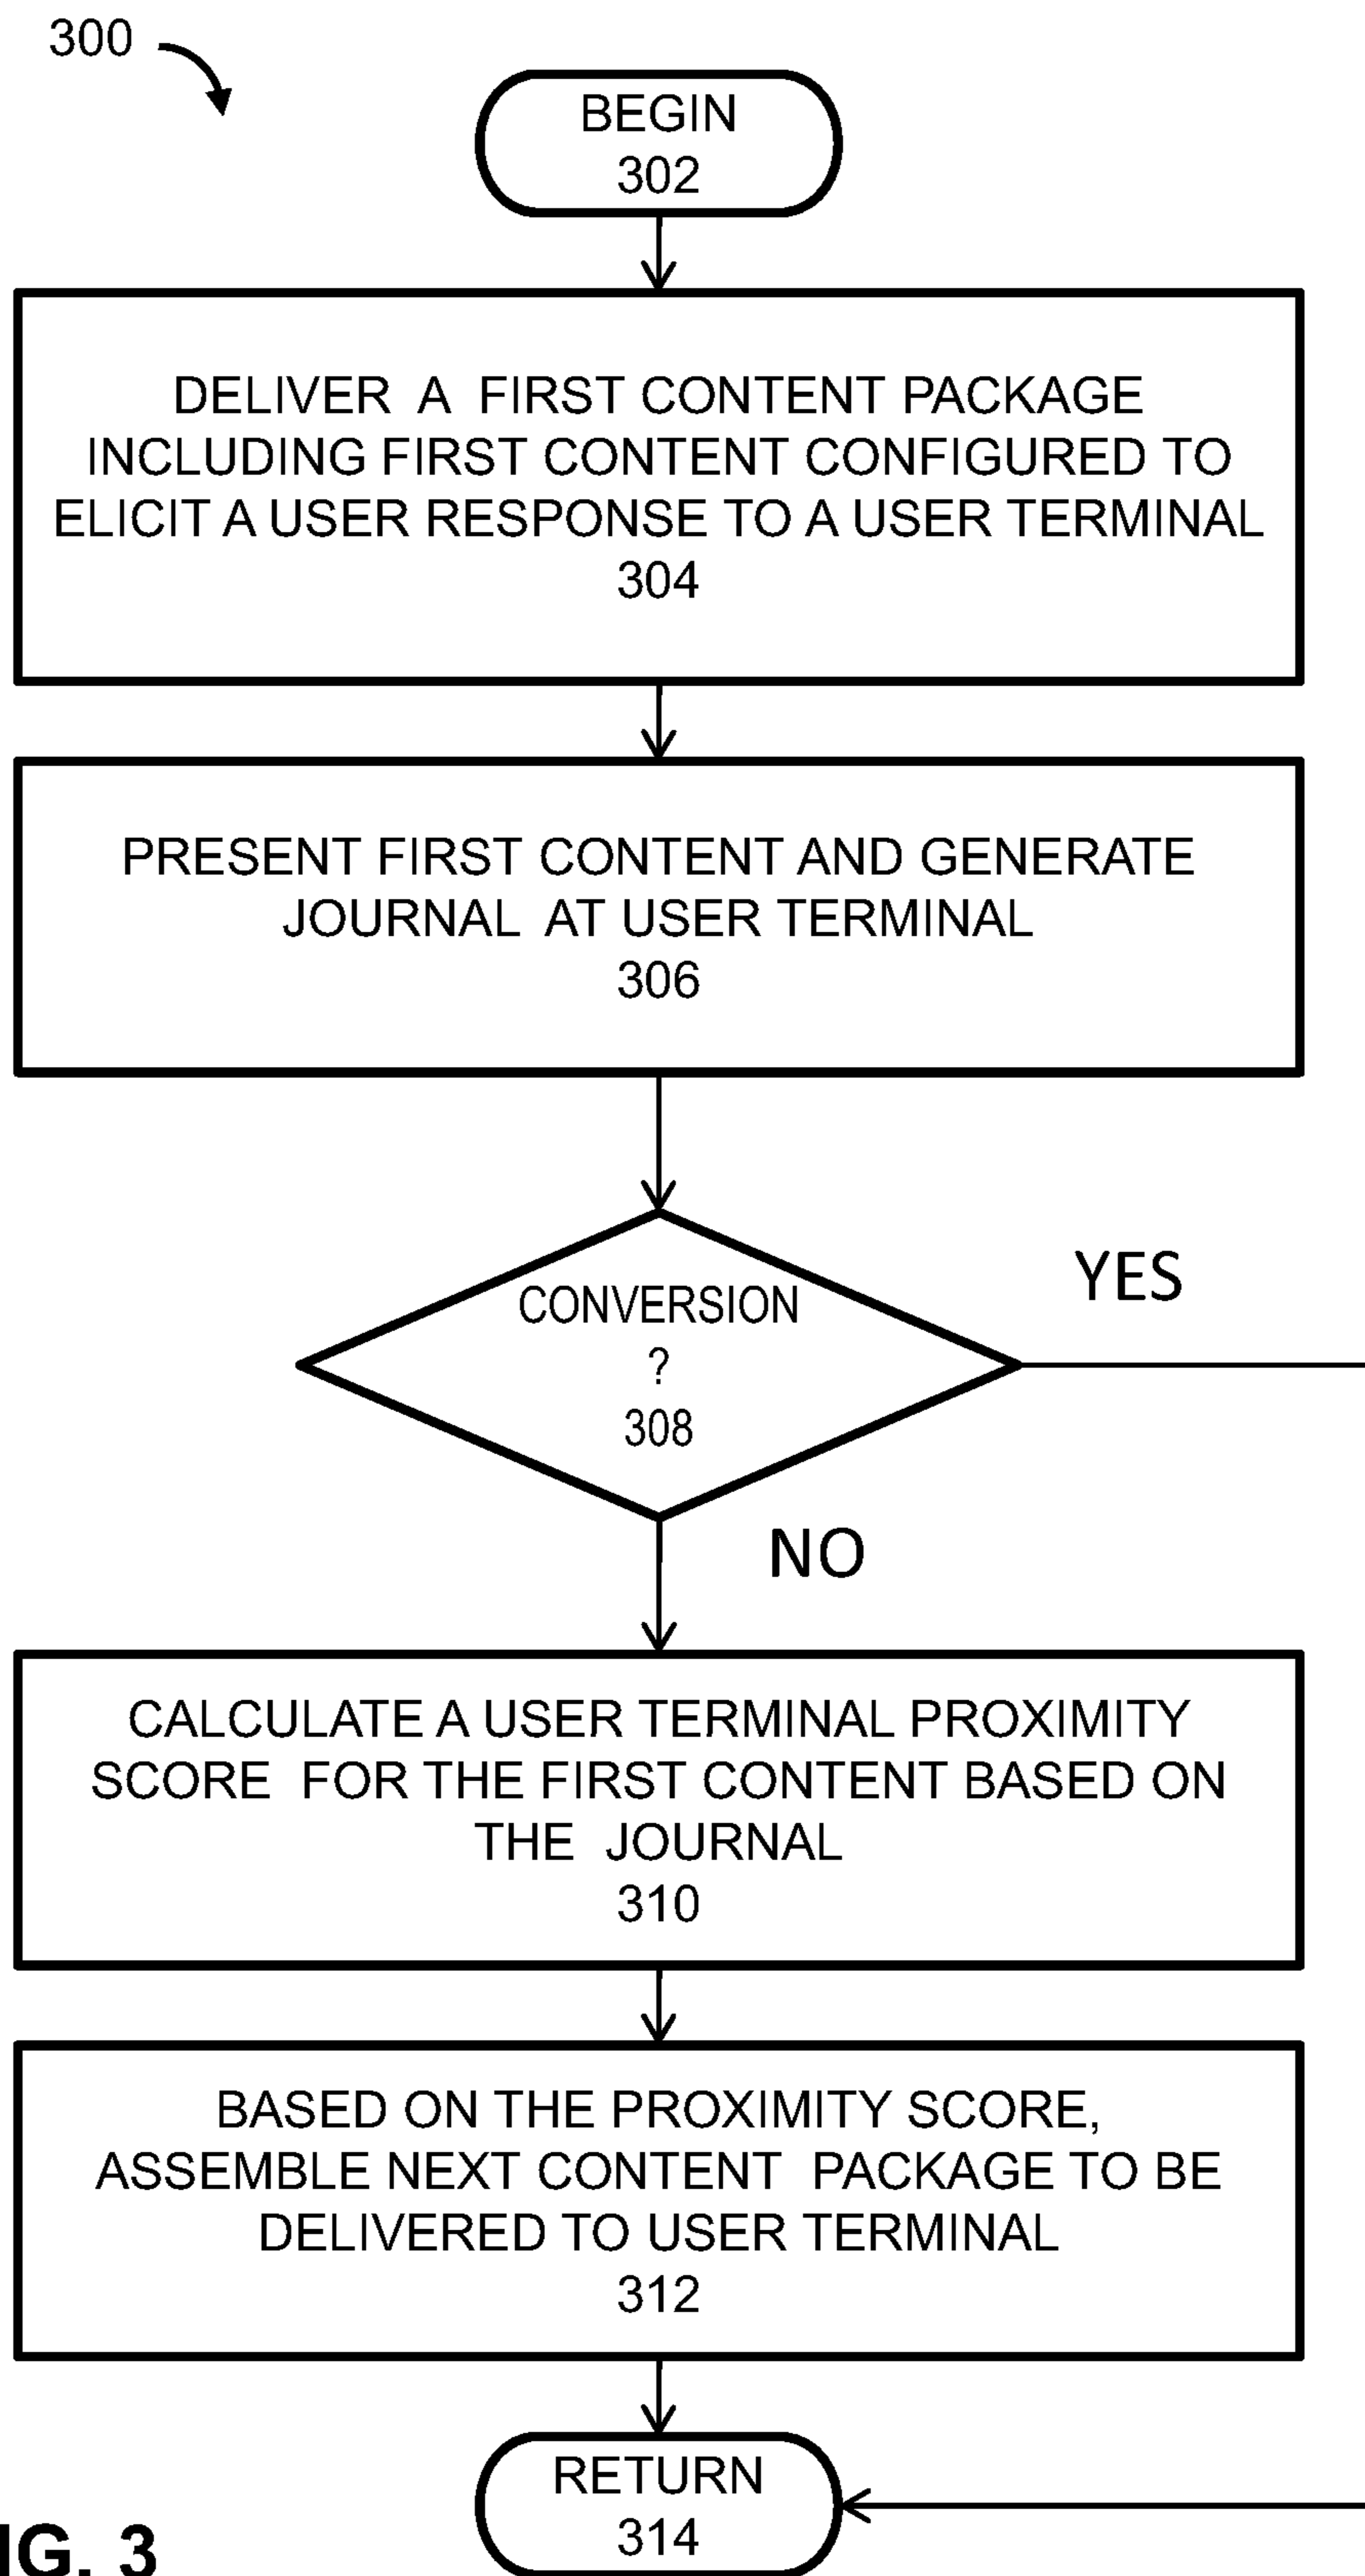 300
BEGIN
302
DELIVER A FIRST CONTENT PACKAGE
INCLUDING FIRST CONTENT CONFIGURED TO
ELICIT A USER RESPONSE TO A USER TERMINAL
304
PRESENT FIRST CONTENT AND GENERATE
JOURNAL AT USER TERMINAL
306
CONVERSION
?
308
YES
NO
CALCULATE A USER TERMINAL PROXIMITY
SCORE FOR THE FIRST CONTENT BASED ON
THE JOURNAL
310
BASED ON THE PROXIMITY SCORE,
ASSEMBLE NEXT CONTENT PACKAGE TO BE
DELIVERED TO USER TERMINAL
312
RETURN
314
IG. 3